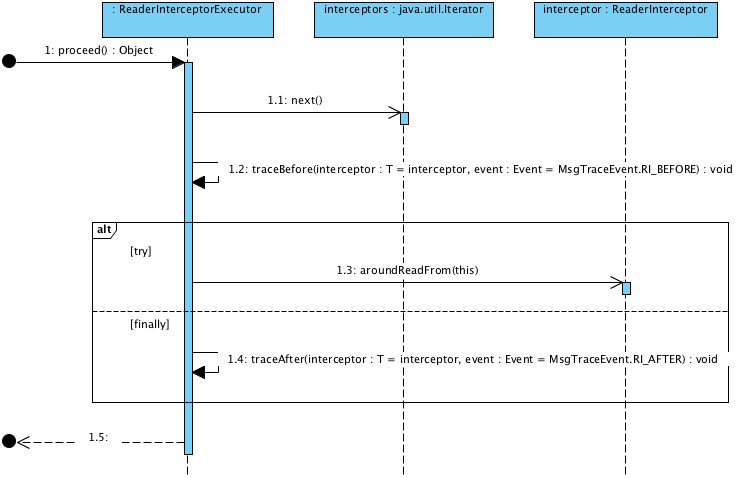 : ReaderInterceptorExecutor
interceptors : java.util.Iterator
interceptor : ReaderInterceptor
1: proceed() : Object
1.1: next()
1.2: traceBefore(interceptor : T = interceptor, event : Event = MsgTraceEvent.RI_BEFORE) : void
alt
[try]
1.3: aroundReadFrom(this)
[finally]
1.4: traceAfter(interceptor : T = interceptor, event : Event = MsgTraceEvent.RI_AFTER) : void
1.5: